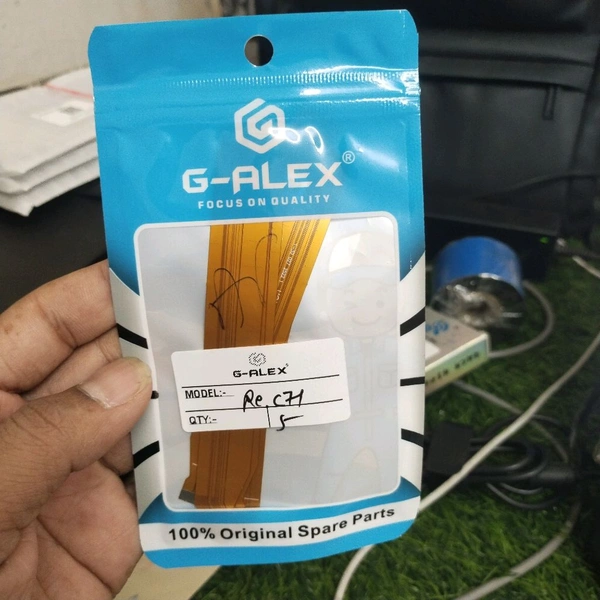 G-ALEX®
FOCUS ON QUALITY
G-ALEX®
MODEL:- Re C71
QTY:- 5
100% Original Spare Parts